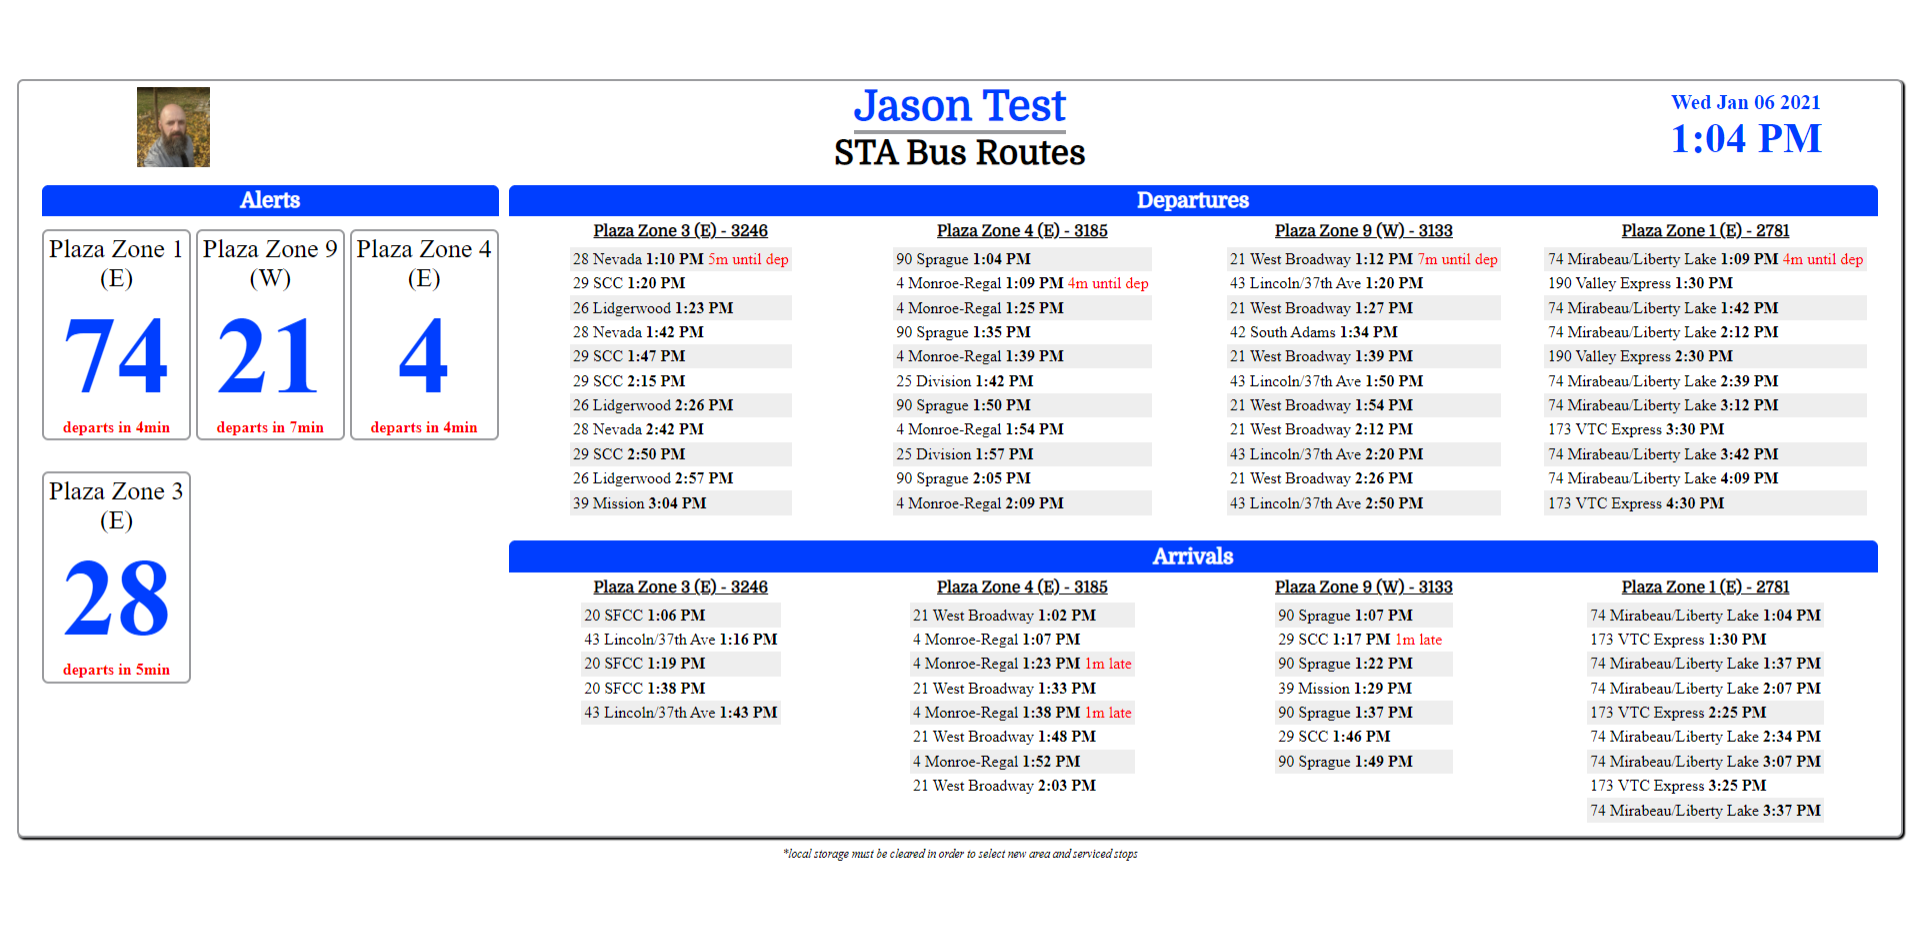 Jason Test
STA Bus Routes
Wed Jan 06 2021
1:04 PM
Alerts
Plaza Zone 1
(E)
74
departs in 4min
Plaza Zone 9
(W)
21
departs in 7min
Plaza Zone 4
(E)
4
departs in 4min
Plaza Zone 3
(E)
28
departs in 5min
Departures
Plaza Zone 3 (E) - 3246
28 Nevada 1:10 PM 5m until dep
29 SCC 1:20 PM
26 Lidgerwood 1:23 PM
28 Nevada 1:42 PM
29 SCC 1:47 PM
29 SCC 2:15 PM
26 Lidgerwood 2:26 PM
28 Nevada 2:42 PM
29 SCC 2:50 PM
26 Lidgerwood 2:57 PM
39 Mission 3:04 PM
Plaza Zone 4 (E) - 3185
90 Sprague 1:04 PM
4 Monroe-Regal 1:09 PM 4m until dep
4 Monroe-Regal 1:25 PM
90 Sprague 1:35 PM
4 Monroe-Regal 1:39 PM
25 Division 1:42 PM
90 Sprague 1:50 PM
4 Monroe-Regal 1:54 PM
25 Division 1:57 PM
90 Sprague 2:05 PM
4 Monroe-Regal 2:09 PM
Plaza Zone 9 (W) - 3133
21 West Broadway 1:12 PM 7m until dep
43 Lincoln/37th Ave 1:20 PM
21 West Broadway 1:27 PM
42 South Adams 1:34 PM
21 West Broadway 1:39 PM
43 Lincoln/37th Ave 1:50 PM
21 West Broadway 1:54 PM
21 West Broadway 2:12 PM
43 Lincoln/37th Ave 2:20 PM
21 West Broadway 2:26 PM
43 Lincoln/37th Ave 2:50 PM
Plaza Zone 1 (E) - 2781
74 Mirabeau/Liberty Lake 1:09 PM 4m until dep
190 Valley Express 1:30 PM
74 Mirabeau/Liberty Lake 1:42 PM
74 Mirabeau/Liberty Lake 2:12 PM
190 Valley Express 2:30 PM
74 Mirabeau/Liberty Lake 2:39 PM
74 Mirabeau/Liberty Lake 3:12 PM
173 VTC Express 3:30 PM
74 Mirabeau/Liberty Lake 3:42 PM
74 Mirabeau/Liberty Lake 4:09 PM
173 VTC Express 4:30 PM
Arrivals
Plaza Zone 3 (E) - 3246
20 SFCC 1:06 PM
43 Lincoln/37th Ave 1:16 PM
20 SFCC 1:19 PM
20 SFCC 1:38 PM
43 Lincoln/37th Ave 1:43 PM
Plaza Zone 4 (E) - 3185
21 West Broadway 1:02 PM
4 Monroe-Regal 1:07 PM
4 Monroe-Regal 1:23 PM 1m late
21 West Broadway 1:33 PM
4 Monroe-Regal 1:38 PM 1m late
21 West Broadway 1:48 PM
4 Monroe-Regal 1:52 PM
21 West Broadway 2:03 PM
Plaza Zone 9 (W) - 3133
90 Sprague 1:07 PM
29 SCC 1:17 PM 1m late
90 Sprague 1:22 PM
39 Mission 1:29 PM
90 Sprague 1:37 PM
29 SCC 1:46 PM
90 Sprague 1:49 PM
Plaza Zone 1 (E) - 2781
74 Mirabeau/Liberty Lake 1:04 PM
173 VTC Express 1:30 PM
74 Mirabeau/Liberty Lake 1:37 PM
74 Mirabeau/Liberty Lake 2:07 PM
173 VTC Express 2:25 PM
74 Mirabeau/Liberty Lake 2:34 PM
74 Mirabeau/Liberty Lake 3:07 PM
173 VTC Express 3:25 PM
74 Mirabeau/Liberty Lake 3:37 PM
*local storage must be cleared in order to select new area and serviced stops